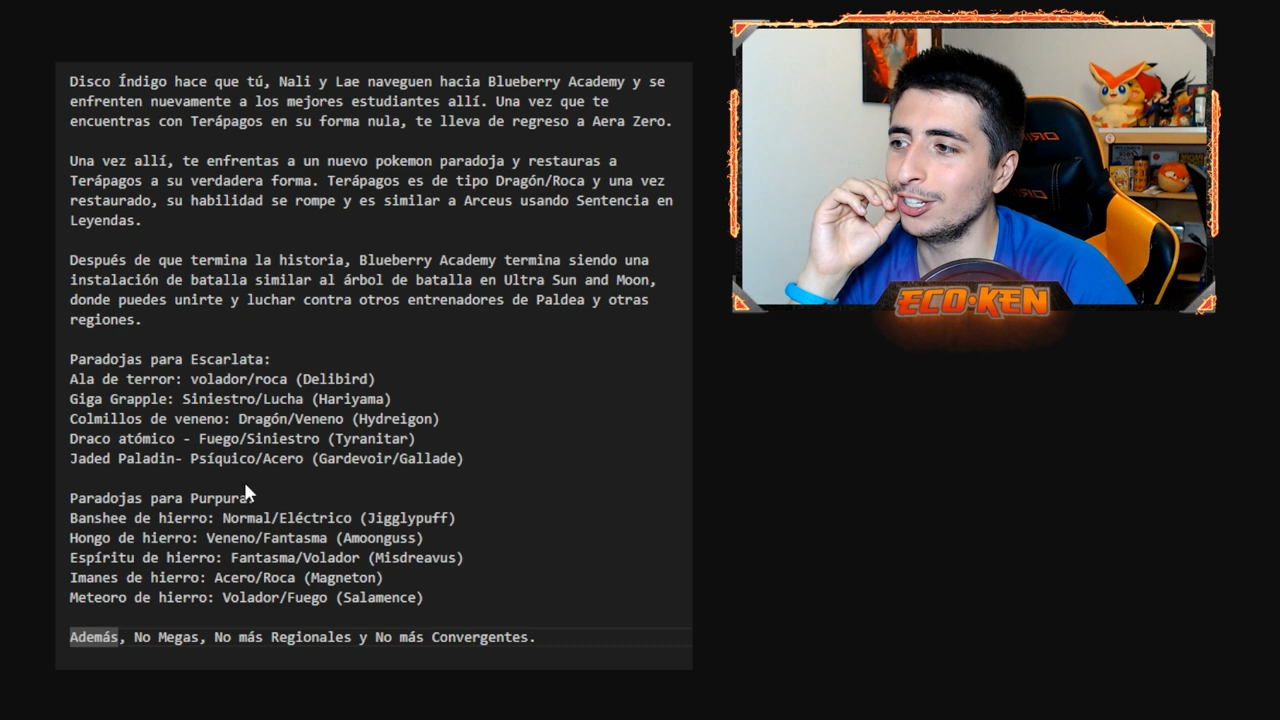 Disco Índigo hace que tú, Nali y Lae naveguen hacia Blueberry Academy y se
enfrenten nuevamente a los mejores estudiantes allí. Una vez que te
encuentras con Terápagos en su forma nula, te lleva de regreso a Aera Zero.
Una vez allí, te enfrentas a un nuevo pokemon paradoja y restauras a
Terápagos a su verdadera forma. Terápagos es de tipo Dragón/Roca y una vez
restaurado, su habilidad se rompe y es similar a Arceus usando Sentencia en
Leyendas.
Después de que termina la historia, Blueberry Academy termina siendo una
instalación de batalla similar al árbol de batalla en Ultra Sun and Moon,
donde puedes unirte y luchar contra otros entrenadores de Paldea y otras
regiones.
Paradojas para Escarlata:
Ala de terror: volador/roca (Delibird)
Giga Grapple: Siniestro/Lucha (Hariyama)
Colmillos de veneno: Dragón/Veneno (Hydreigon)
Draco atómico - Fuego/Siniestro (Tyranitar)
Jaded Paladin- Psíquico/Acero (Gardevoir/Gallade)
Paradojas para Purpura:
Banshee de hierro: Normal/Eléctrico (Jigglypuff)
Hongo de hierro: Veneno/Fantasma (Amoonguss)
Espíritu de hierro: Fantasma/Volador (Misdreavus)
Imanes de hierro: Acero/Roca (Magneton)
Meteoro de hierro: Volador/Fuego (Salamence)
Además, No Megas, No más Regionales y No más Convergentes.
ECO·KEN